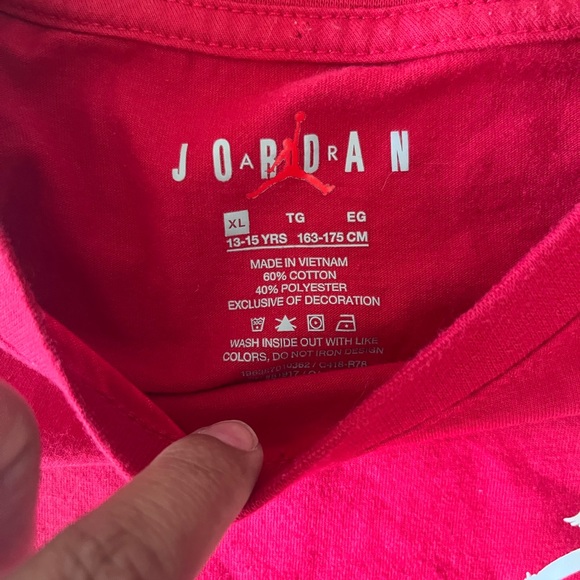 JORDAN
AIR
XL TG EG
13-15 YRS 163-175 CM
MADE IN VIETNAM
60% COTTON
40% POLYESTER
EXCLUSIVE OF DECORATION
WASH INSIDE OUT WITH LIKE
COLORS, DO NOT IRON DESIGN